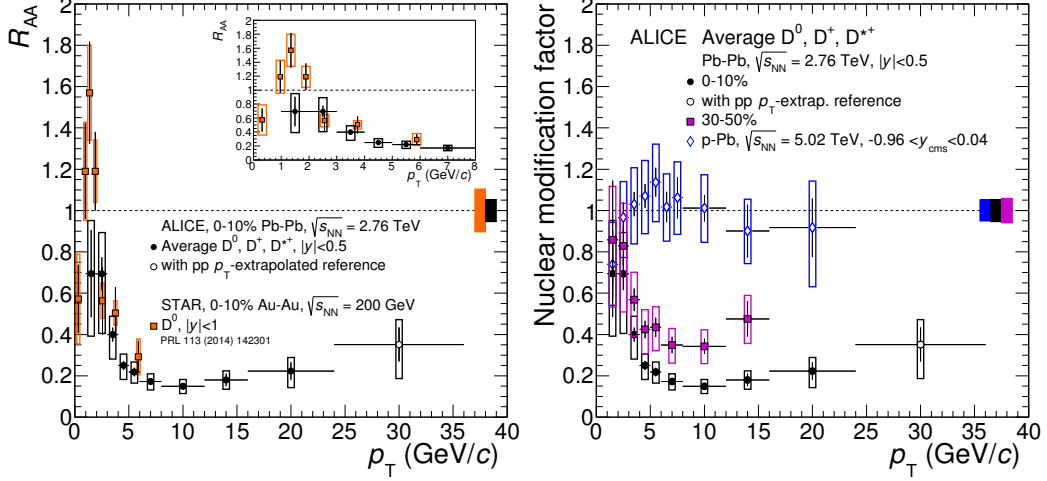 R_AA
2
1.8
1.6
1.4
1.2
1
0.8
0.6
0.4
0.2
0
0 5 10 15 20 25 30 35 40
p_T (GeV/c)
R_AA
2
1.8
1.6
1.4
1.2
1
0.8
0.6
0.4
0.2
0
0 1 2 3 4 5 6 7 8
p_T (GeV/c)
ALICE, 0-10% Pb-Pb, √s_NN = 2.76 TeV
Average D⁰, D⁺, D*⁺, |y|<0.5
with pp p_T-extrapolated reference
STAR, 0-10% Au-Au, √s_NN = 200 GeV
D⁰, |y|<1
PRL 113 (2014) 142301
Nuclear modification factor
2
1.8
1.6
1.4
1.2
1
0.8
0.6
0.4
0.2
0
0 5 10 15 20 25 30 35 40
p_T (GeV/c)
ALICE Average D⁰, D⁺, D*⁺
Pb-Pb, √s_NN = 2.76 TeV, |y|<0.5
0-10%
with pp p_T-extrap. reference
30-50%
p-Pb, √s_NN = 5.02 TeV, -0.96 <y_cms<0.04